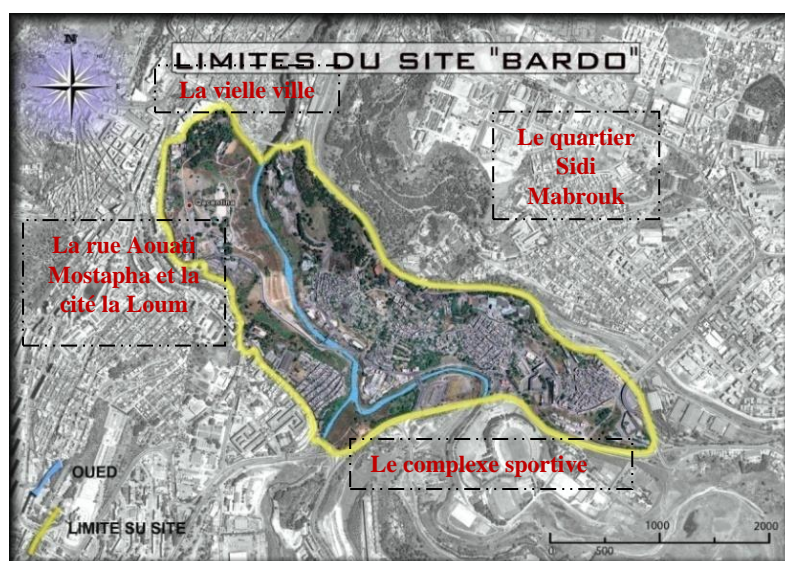 N
LIMITES DU SITE "BARDO"
La vielle ville
Le quartier
Sidi
Mabrouk
Qacentina
La rue Aouati
Mostapha et la
cité la Loum
Le complexe sportive
OUED
LIMITE SU SITE
1000
2000
500